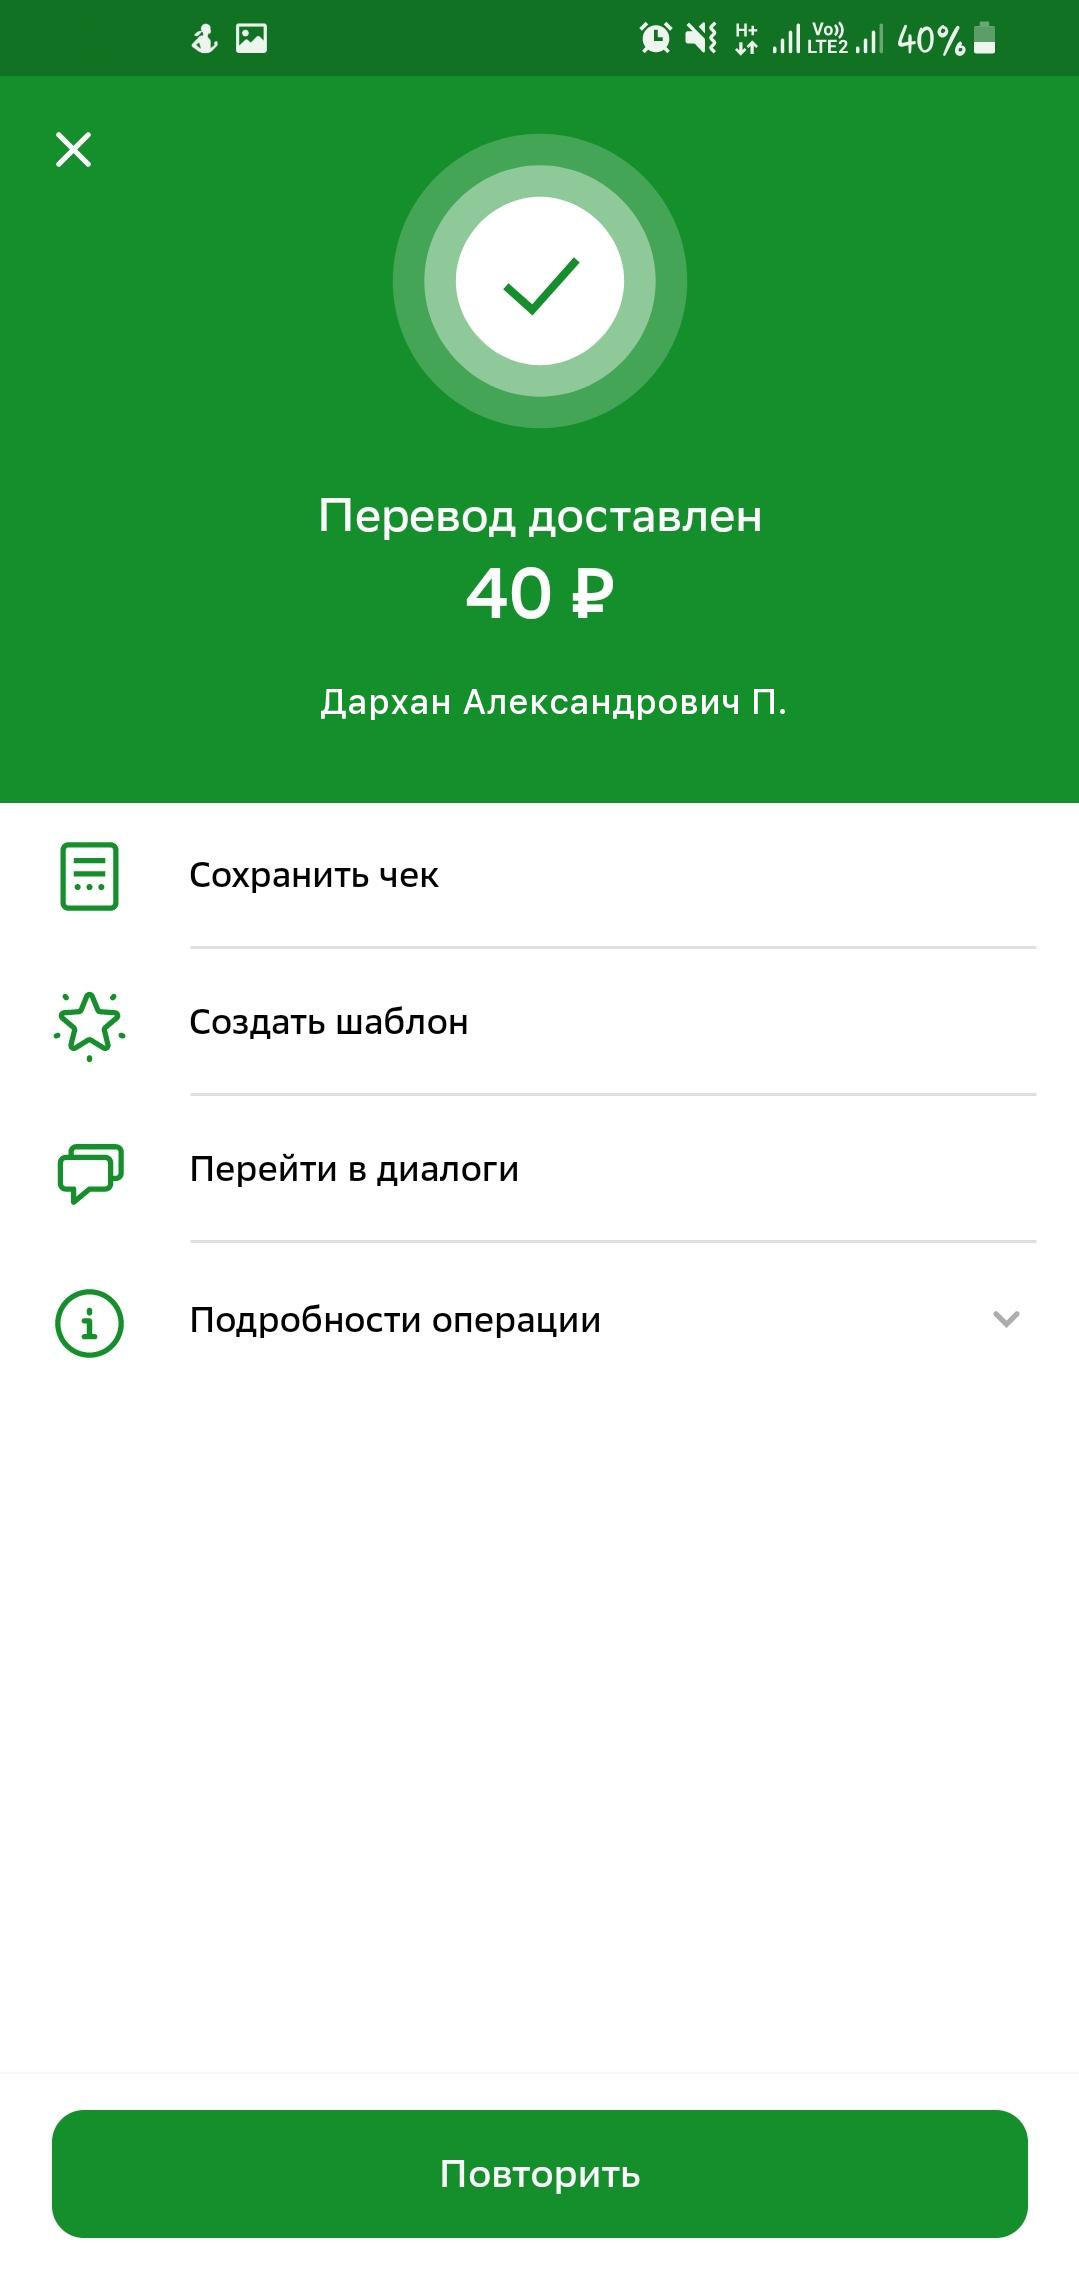 H+
Vo))
LTE2
40%
Перевод доставлен
40 ₽
Дархан Александрович П.
Сохранить чек
Создать шаблон
Перейти в диалоги
Подробности операции
Повторить